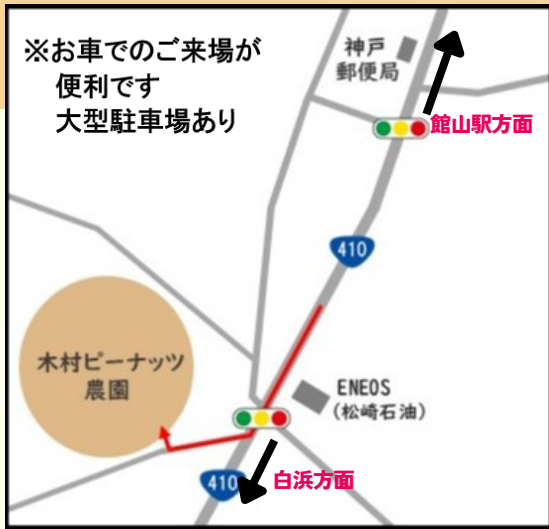 ※お車でのご来場が
便利です
大型駐車場あり
神戸
郵便局
館山駅方面
410
木村ピーナッツ
農園
ENEOS
(松崎石油)
410
白浜方面